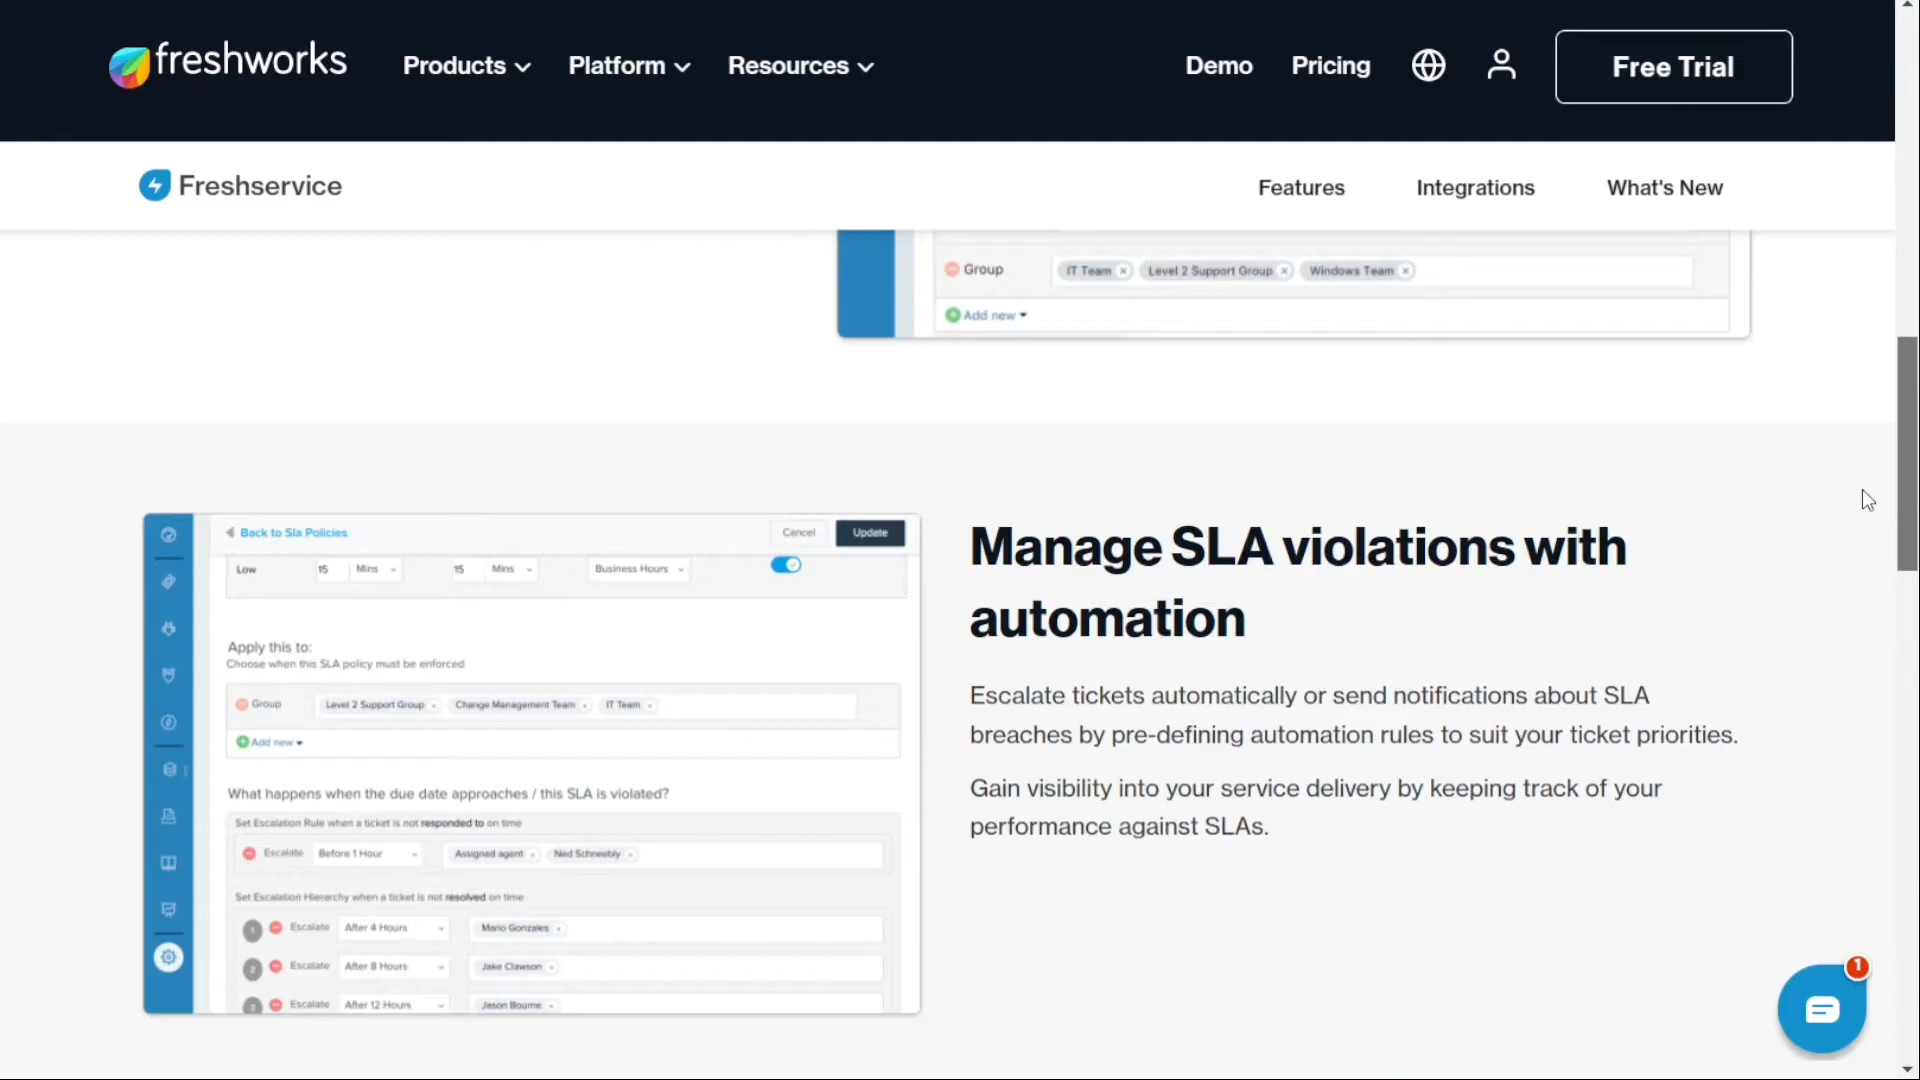 freshworks
Products
Platform
Resources
Demo
Pricing
Free Trial
Freshservice
Features
Integrations
What's New
Group
IT Team
Level 2 Support Group
Windows Team
Add new
Back to Sla Policies
Cancel
Update
Low
15
Mins
15
Mins
Business Hours
Apply this to:
Choose when this SLA policy must be enforced
Group
Level 2 Support Group
Change Management Team
IT Team
Add new
What happens when the due date approaches / this SLA is violated?
Set Escalation Rule when a ticket is not responded to on time
Escalate
Before 1 Hour
Assigned agent
Ned Schneebly
Set Escalation Hierarchy when a ticket is not resolved on time
1
Escalate
After 4 Hours
Mario Gonzales
2
Escalate
After 8 Hours
Jake Clawson
Escalate
After 12 Hours
Jeson Bourne
Manage SLA violations with
automation
Escalate tickets automatically or send notifications about SLA
breaches by pre-defining automation rules to suit your ticket priorities.
Gain visibility into your service delivery by keeping track of your
performance against SLAs.
1